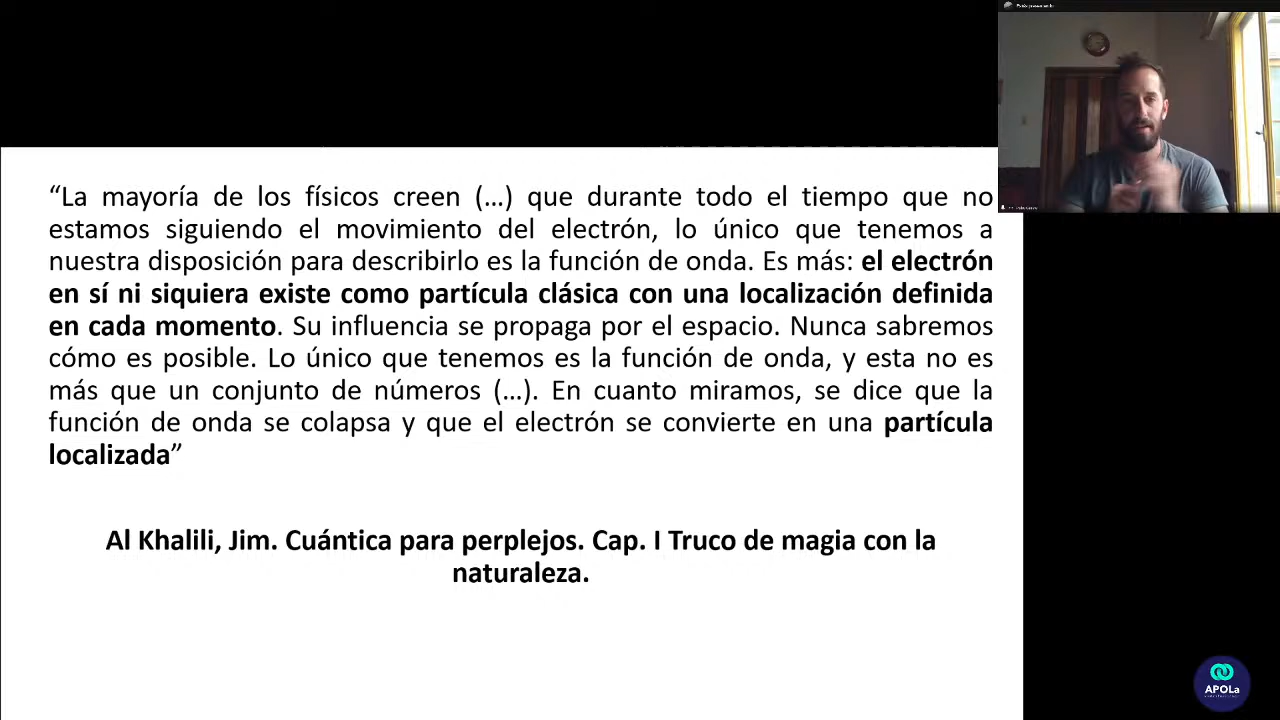 “La mayoría de los físicos creen (…) que durante todo el tiempo que no
estamos siguiendo el movimiento del electrón, lo único que tenemos a
nuestra disposición para describirlo es la función de onda. Es más: el electrón
en sí ni siquiera existe como partícula clásica con una localización definida
en cada momento. Su influencia se propaga por el espacio. Nunca sabremos
cómo es posible. Lo único que tenemos es la función de onda, y esta no es
más que un conjunto de números (…). En cuanto miramos, se dice que la
función de onda se colapsa y que el electrón se convierte en una partícula
localizada”
Al Khalili, Jim. Cuántica para perplejos. Cap. I Truco de magia con la
naturaleza.
APOLa